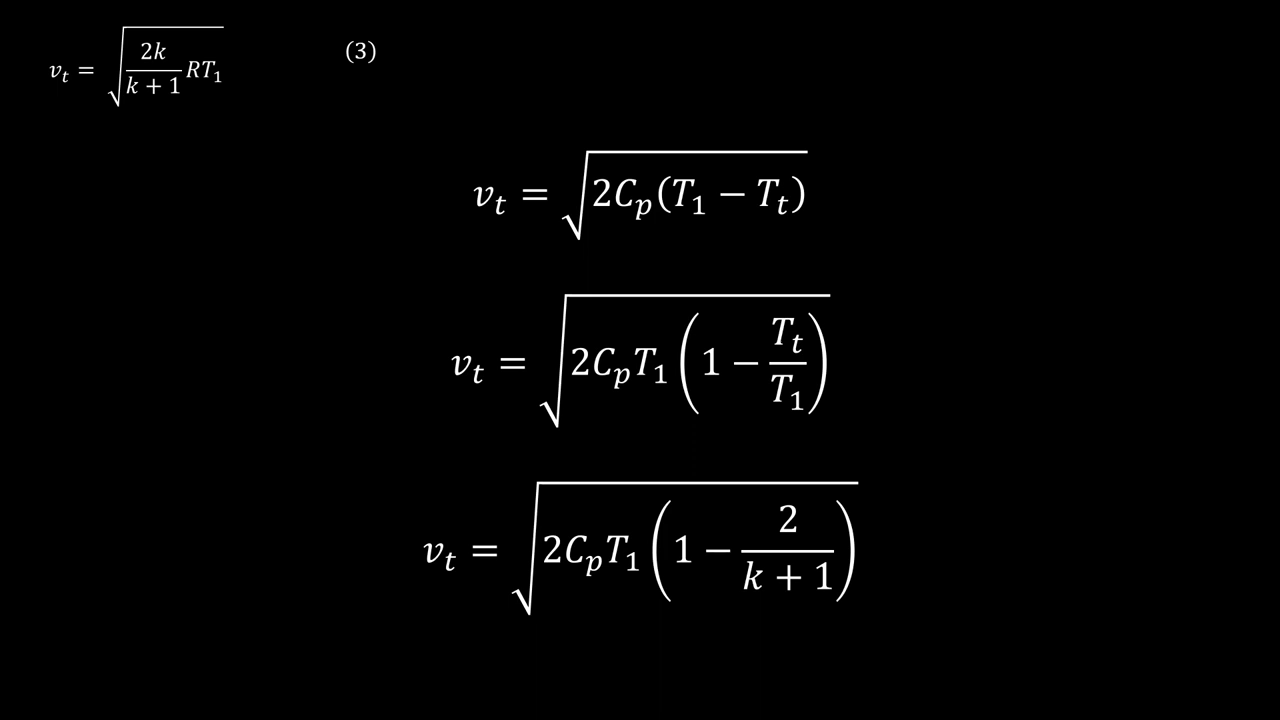 v_t = √(2k/(k + 1) RT_1) (3)
v_t = √(2C_p(T_1 − T_t))
v_t = √(2C_pT_1(1 − T_t/T_1))
v_t = √(2C_pT_1(1 − 2/(k + 1)))